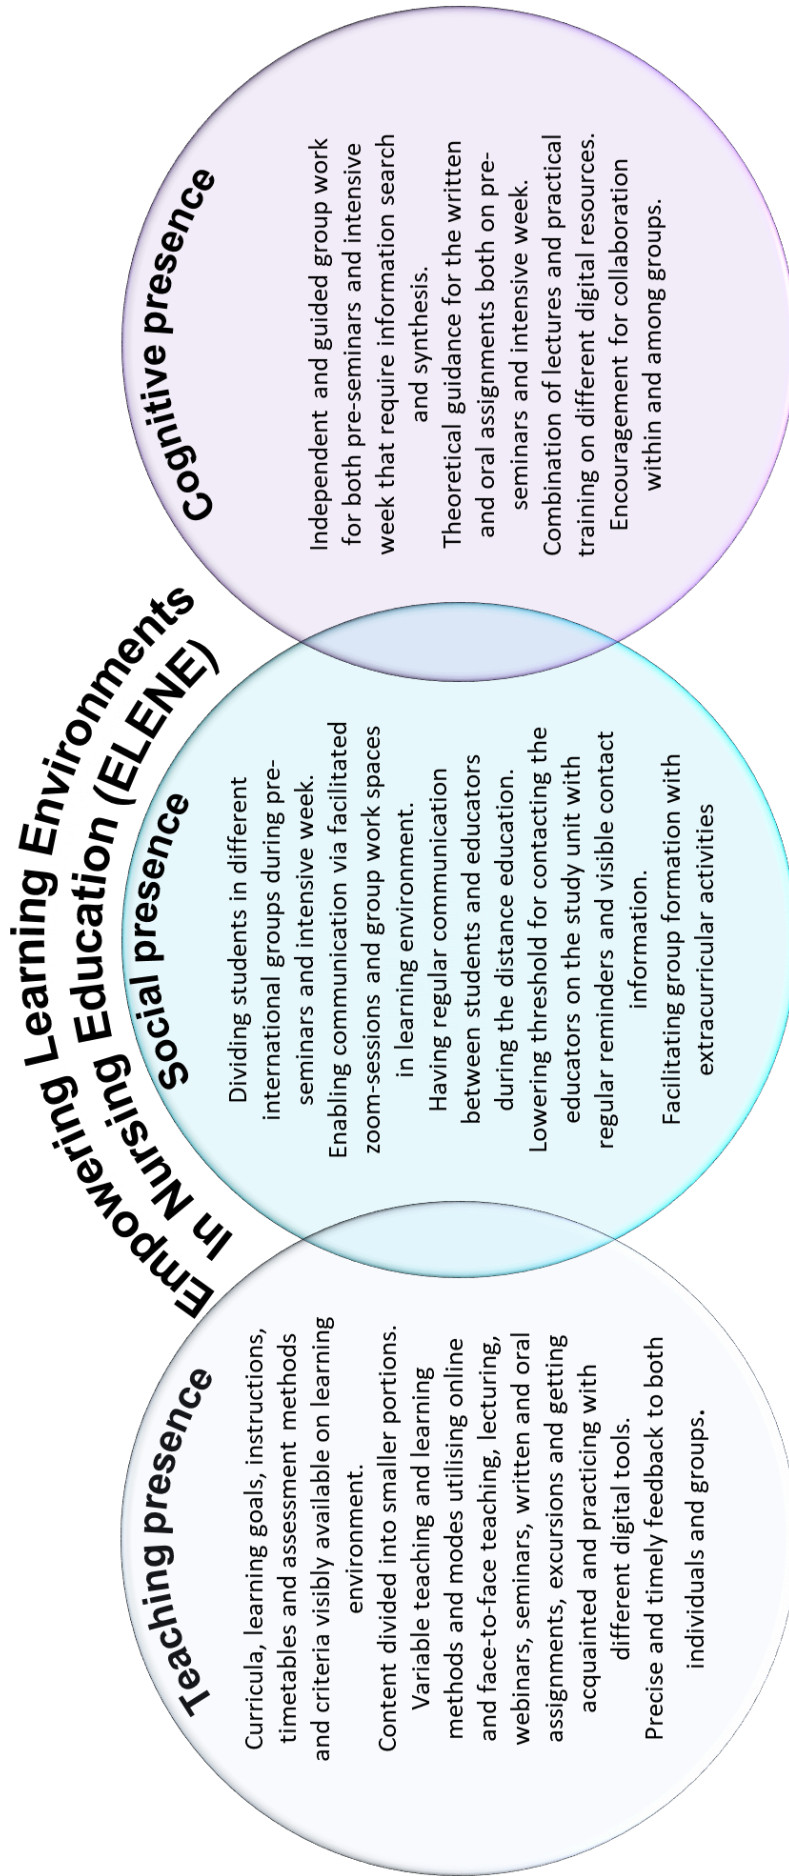 Empowering Learning Environments
In Nursing Education (ELENE)
Teaching presence
Curricula, learning goals, instructions,
timetables and assessment methods
and criteria visibly available on learning
environment.
Content divided into smaller portions.
Variable teaching and learning
methods and modes utilising online
and face-to-face teaching, lecturing,
webinars, seminars, written and oral
assignments, excursions and getting
acquainted and practicing with
different digital tools.
Precise and timely feedback to both
individuals and groups.
Social presence
Dividing students in different
international groups during pre-
seminars and intensive week.
Enabling communication via facilitated
zoom-sessions and group work spaces
in learning environment.
Having regular communication
between students and educators
during the distance education.
Lowering threshold for contacting the
educators on the study unit with
regular reminders and visible contact
information.
Facilitating group formation with
extracurricular activities
Cognitive presence
Independent and guided group work
for both pre-seminars and intensive
week that require information search
and synthesis.
Theoretical guidance for the written
and oral assignments both on pre-
seminars and intensive week.
Combination of lectures and practical
training on different digital resources.
Encouragement for collaboration
within and among groups.